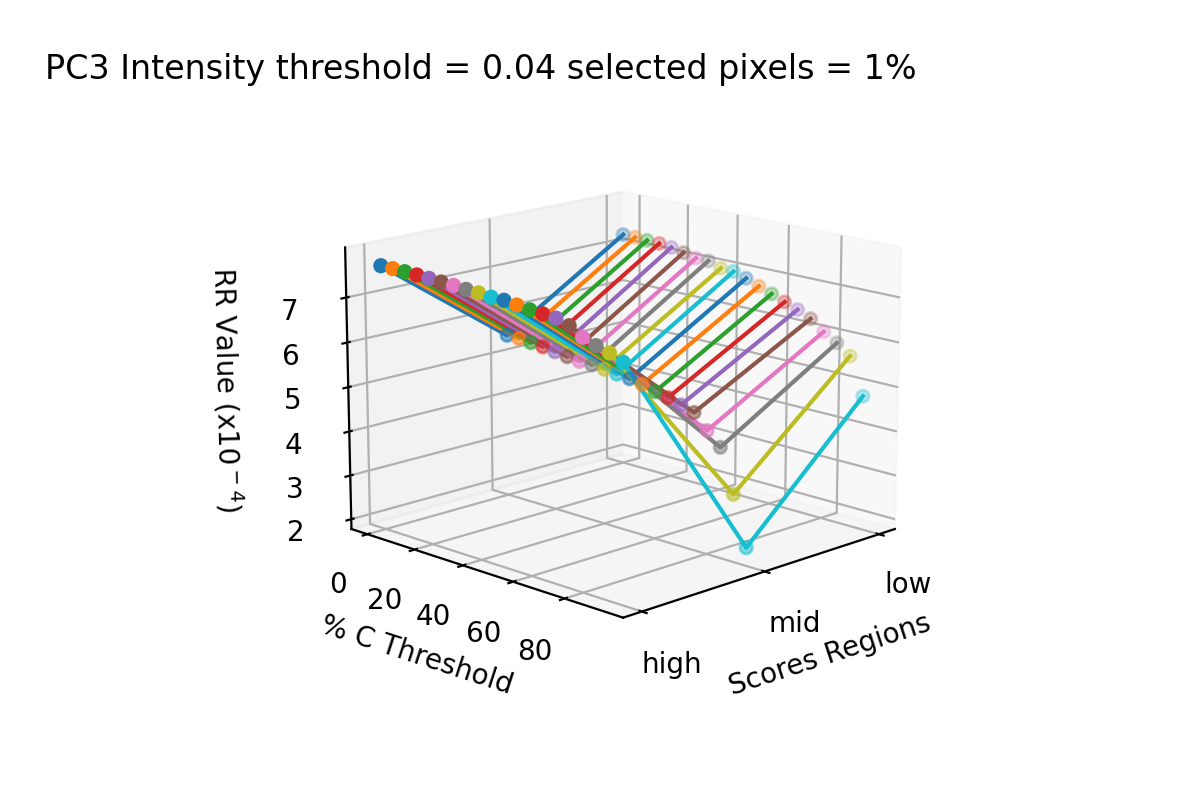 PC3 Intensity threshold = 0.04 selected pixels = 1%
RR Value (x10⁻⁴)
7
6
5
4
3
2
0
20
40
60
80
% C Threshold
high
mid
low
Scores Regions